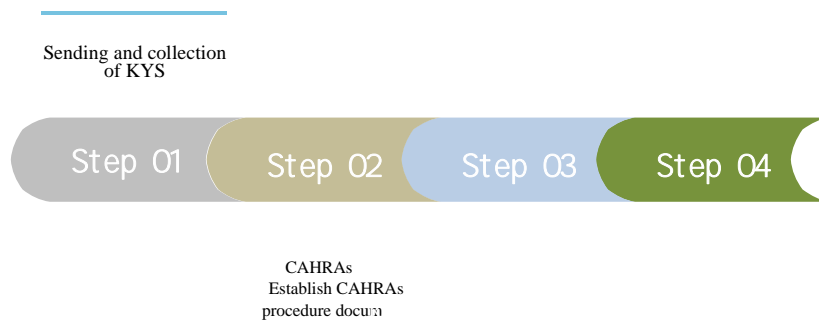 Sending and collection
of KYS
Step 01
Step 02
Step 03
Step 04
CAHRAs
Establish CAHRAs
procedure